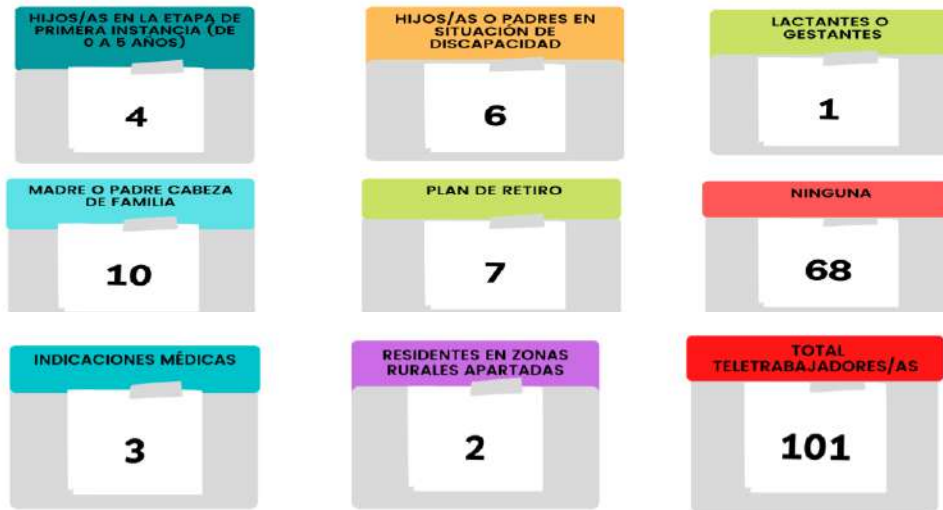 HIJOS/AS EN LA ETAPA DE
PRIMERA INSTANCIA (DE
0 A 5 AÑOS)
4
HIJOS/AS O PADRES EN
SITUACIÓN DE
DISCAPACIDAD
6
LACTANTES O
GESTANTES
1
MADRE O PADRE CABEZA
DE FAMILIA
10
PLAN DE RETIRO
7
NINGUNA
68
INDICACIONES MÉDICAS
3
RESIDENTES EN ZONAS
RURALES APARTADAS
2
TOTAL
TELETRABAJADORES/AS
101